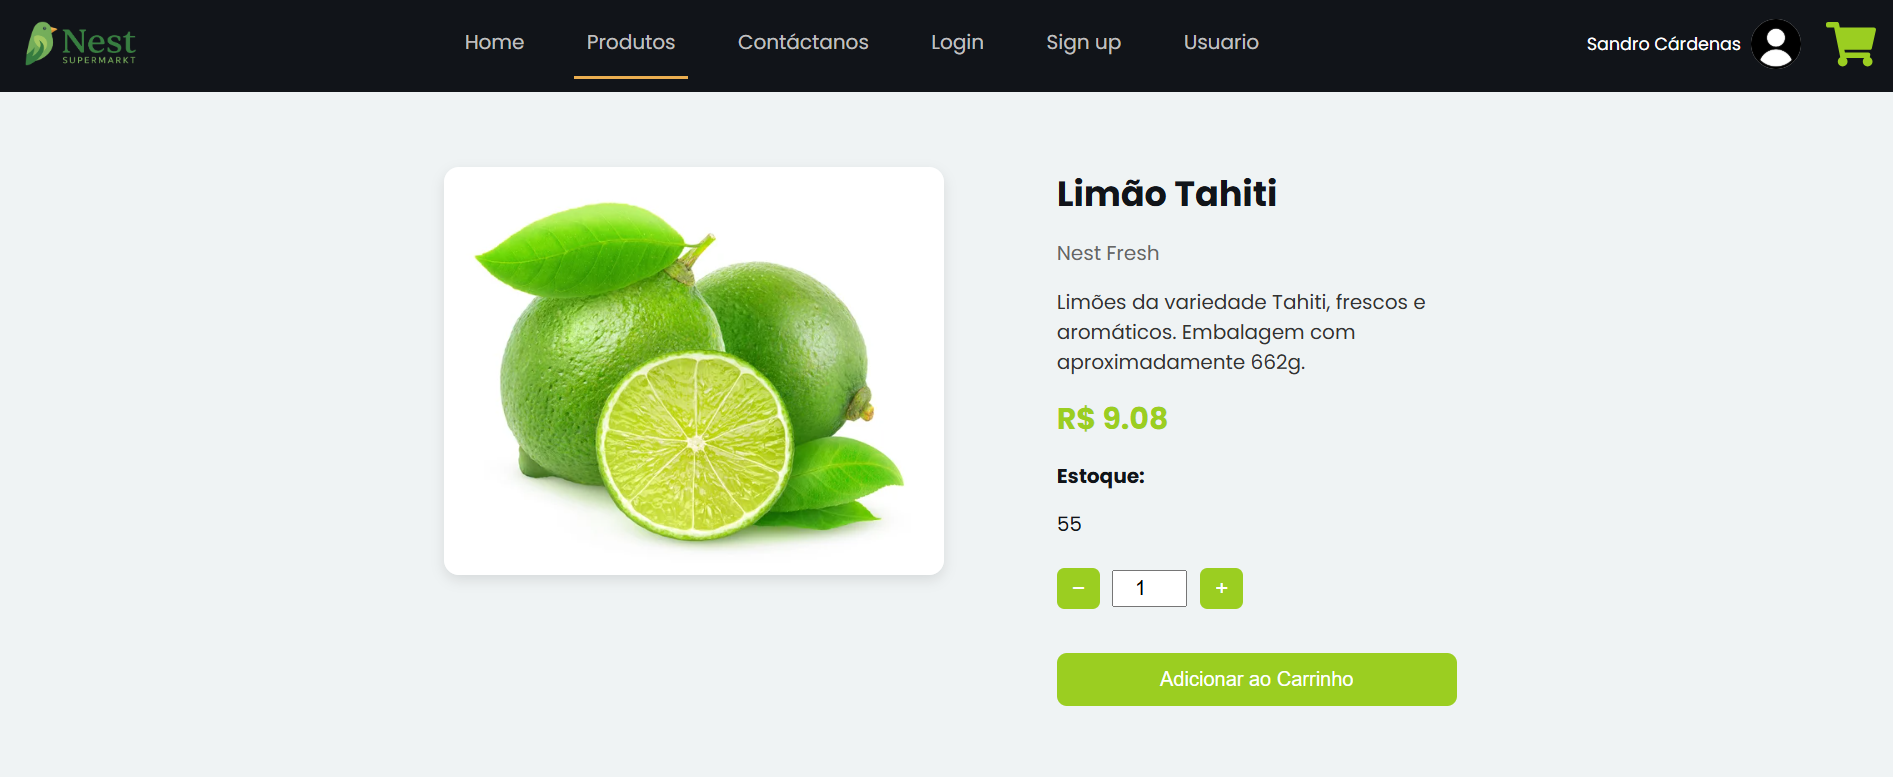 Nest
SUPERMARKT
Home
Produtos
Contáctanos
Login
Sign up
Usuario
Sandro Cárdenas
Limão Tahiti
Nest Fresh
Limões da variedade Tahiti, frescos e
aromáticos. Embalagem com
aproximadamente 662g.
R$ 9.08
Estoque:
55
− 1 +
Adicionar ao Carrinho